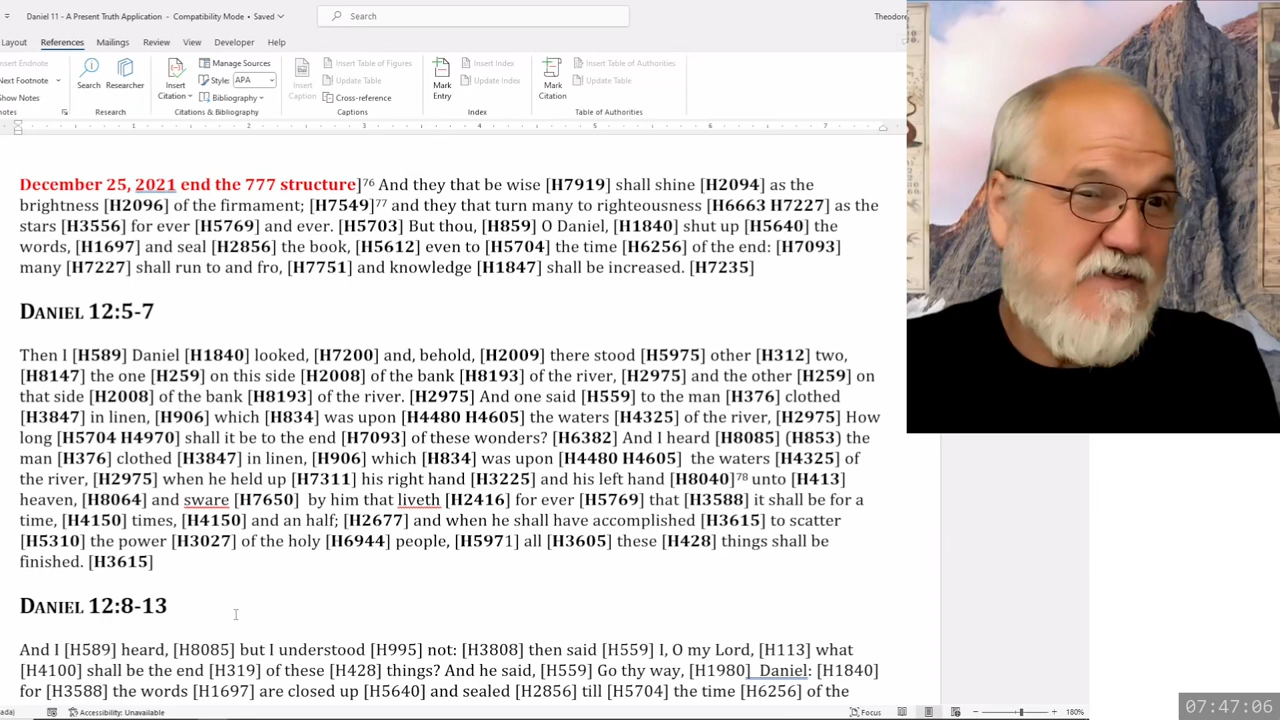 Daniel 11 - A Present Truth Application - Compatibility Mode • Saved
Search
Theodore
Layout References Mailings Review View Developer Help
Insert Endnote
Next Footnote
Show Notes
Search
Researcher
Research
Insert Citation
Manage Sources
Style: APA
Bibliography
Citations & Bibliography
Insert Caption
Insert Table of Figures
Update Table
Cross-reference
Captions
Mark Entry
Insert Index
Update Index
Index
Mark Citation
Insert Table of Authorities
Update Table
Table of Authorities
1 2 3 4 5 6 7
December 25, 2021 end the 777 structure]76 And they that be wise [H7919] shall shine [H2094] as the
brightness [H2096] of the firmament; [H7549]77 and they that turn many to righteousness [H6663 H7227] as the
stars [H3556] for ever [H5769] and ever. [H5703] But thou, [H859] O Daniel, [H1840] shut up [H5640] the
words, [H1697] and seal [H2856] the book, [H5612] even to [H5704] the time [H6256] of the end: [H7093]
many [H7227] shall run to and fro, [H7751] and knowledge [H1847] shall be increased. [H7235]
DANIEL 12:5-7
Then I [H589] Daniel [H1840] looked, [H7200] and, behold, [H2009] there stood [H5975] other [H312] two,
[H8147] the one [H259] on this side [H2008] of the bank [H8193] of the river, [H2975] and the other [H259] on
that side [H2008] of the bank [H8193] of the river. [H2975] And one said [H559] to the man [H376] clothed
[H3847] in linen, [H906] which [H834] was upon [H4480 H4605] the waters [H4325] of the river, [H2975] How
long [H5704 H4970] shall it be to the end [H7093] of these wonders? [H6382] And I heard [H8085] (H853) the
man [H376] clothed [H3847] in linen, [H906] which [H834] was upon [H4480 H4605] the waters [H4325] of
the river, [H2975] when he held up [H7311] his right hand [H3225] and his left hand [H8040]78 unto [H413]
heaven, [H8064] and sware [H7650] by him that liveth [H2416] for ever [H5769] that [H3588] it shall be for a
time, [H4150] times, [H4150] and an half; [H2677] and when he shall have accomplished [H3615] to scatter
[H5310] the power [H3027] of the holy [H6944] people, [H5971] all [H3605] these [H428] things shall be
finished. [H3615]
DANIEL 12:8-13
And I [H589] heard, [H8085] but I understood [H995] not: [H3808] then said [H559] I, O my Lord, [H113] what
[H4100] shall be the end [H319] of these [H428] things? And he said, [H559] Go thy way, [H1980] Daniel: [H1840]
for [H3588] the words [H1697] are closed up [H5640] and sealed [H2856] till [H5704] the time [H6256] of the
ada)
Accessibility: Unavailable
Focus
180%
07:47:06